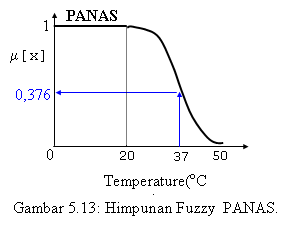 PANAS
1
μ[x]
0,376
0 20 37 50
Temperature(°C
Gambar 5.13: Himpunan Fuzzy PANAS.